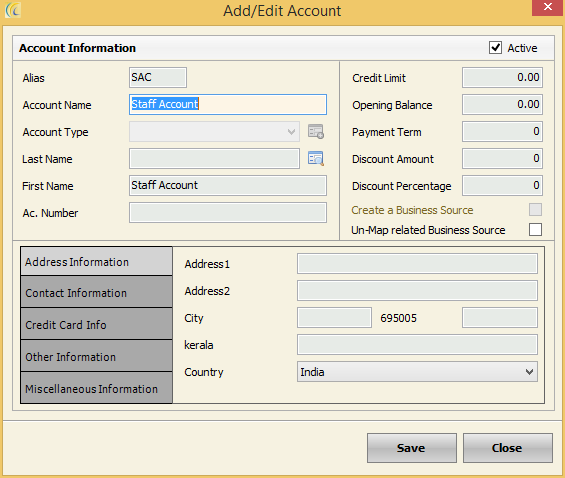 Add/Edit Account
Account Information
Active
Alias SAC
Account Name Staff Account
Account Type
Last Name
First Name Staff Account
Ac. Number
Credit Limit 0.00
Opening Balance 0.00
Payment Term 0
Discount Amount 0
Discount Percentage 0
Create a Business Source
Un-Map related Business Source
Address Information
Contact Information
Credit Card Info
Other Information
Miscellaneous Information
Address1
Address2
City 695005
kerala
Country India
Save Close